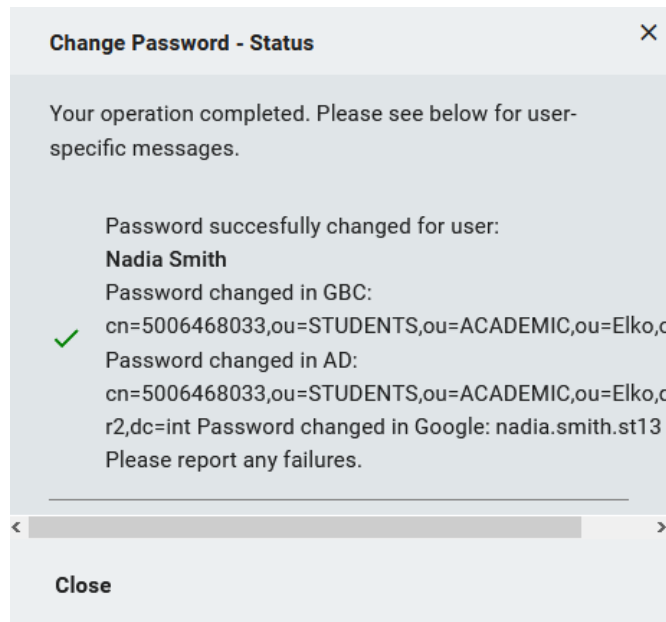 Change Password - Status
Your operation completed. Please see below for user-
specific messages.
Password succesfully changed for user:
Nadia Smith
Password changed in GBC:
cn=5006468033,ou=STUDENTS,ou=ACADEMIC,ou=Elko,
Password changed in AD:
cn=5006468033,ou=STUDENTS,ou=ACADEMIC,ou=Elko,
r2,dc=int Password changed in Google: nadia.smith.st13
Please report any failures.
Close